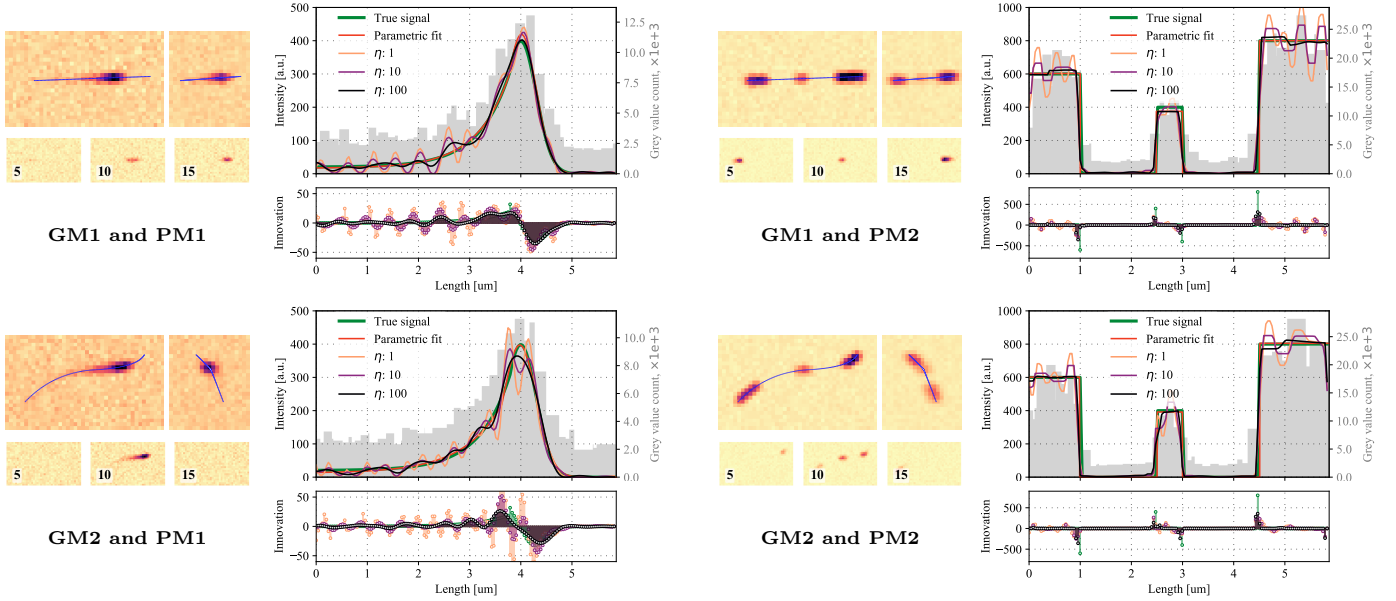 5
10
15
GM1 and PM1
500
400
300
200
100
0
Intensity [a.u.]
True signal
Parametric fit
η: 1
η: 10
η: 100
12.5
10.0
7.5
5.0
2.5
0.0
Grey value count, ×1e+3
50
0
−50
Innovation
0 1 2 3 4 5
Length [um]
5
10
15
GM1 and PM2
1000
800
600
400
200
0
Intensity [a.u.]
True signal
Parametric fit
η: 1
η: 10
η: 100
25.0
20.0
15.0
10.0
5.0
0.0
Grey value count, ×1e+3
500
0
−500
Innovation
0 1 2 3 4 5
Length [um]
5
10
15
GM2 and PM1
500
400
300
200
100
0
Intensity [a.u.]
True signal
Parametric fit
η: 1
η: 10
η: 100
10.0
8.0
6.0
4.0
2.0
0.0
Grey value count, ×1e+3
50
0
−50
Innovation
0 1 2 3 4 5
Length [um]
5
10
15
GM2 and PM2
1000
800
600
400
200
0
Intensity [a.u.]
True signal
Parametric fit
η: 1
η: 10
η: 100
25.0
20.0
15.0
10.0
5.0
0.0
Grey value count, ×1e+3
500
0
−500
Innovation
0 1 2 3 4 5
Length [um]